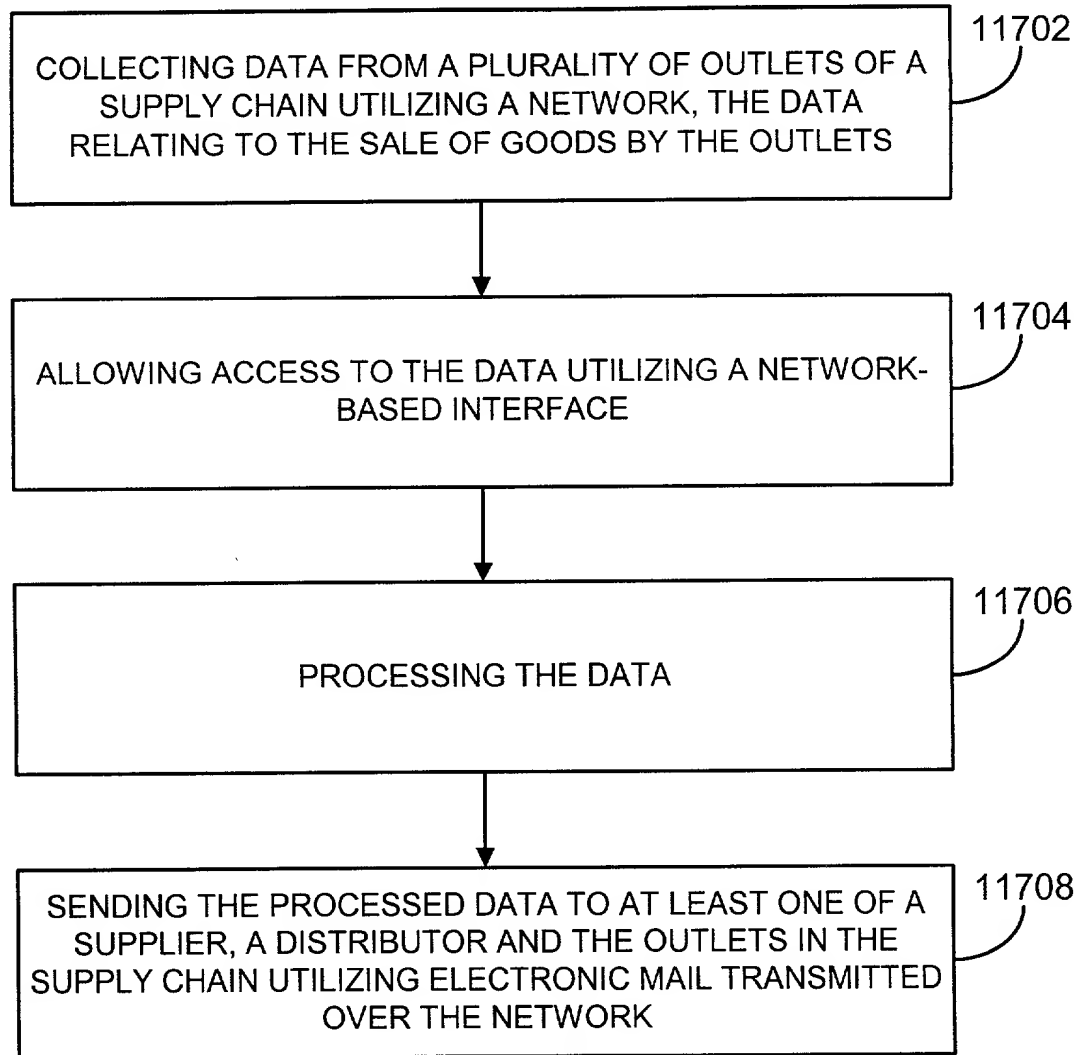 11702
COLLECTING DATA FROM A PLURALITY OF OUTLETS OF A
SUPPLY CHAIN UTILIZING A NETWORK, THE DATA
RELATING TO THE SALE OF GOODS BY THE OUTLETS
11704
ALLOWING ACCESS TO THE DATA UTILIZING A NETWORK-
BASED INTERFACE
11706
PROCESSING THE DATA
11708
SENDING THE PROCESSED DATA TO AT LEAST ONE OF A
SUPPLIER, A DISTRIBUTOR AND THE OUTLETS IN THE
SUPPLY CHAIN UTILIZING ELECTRONIC MAIL TRANSMITTED
OVER THE NETWORK